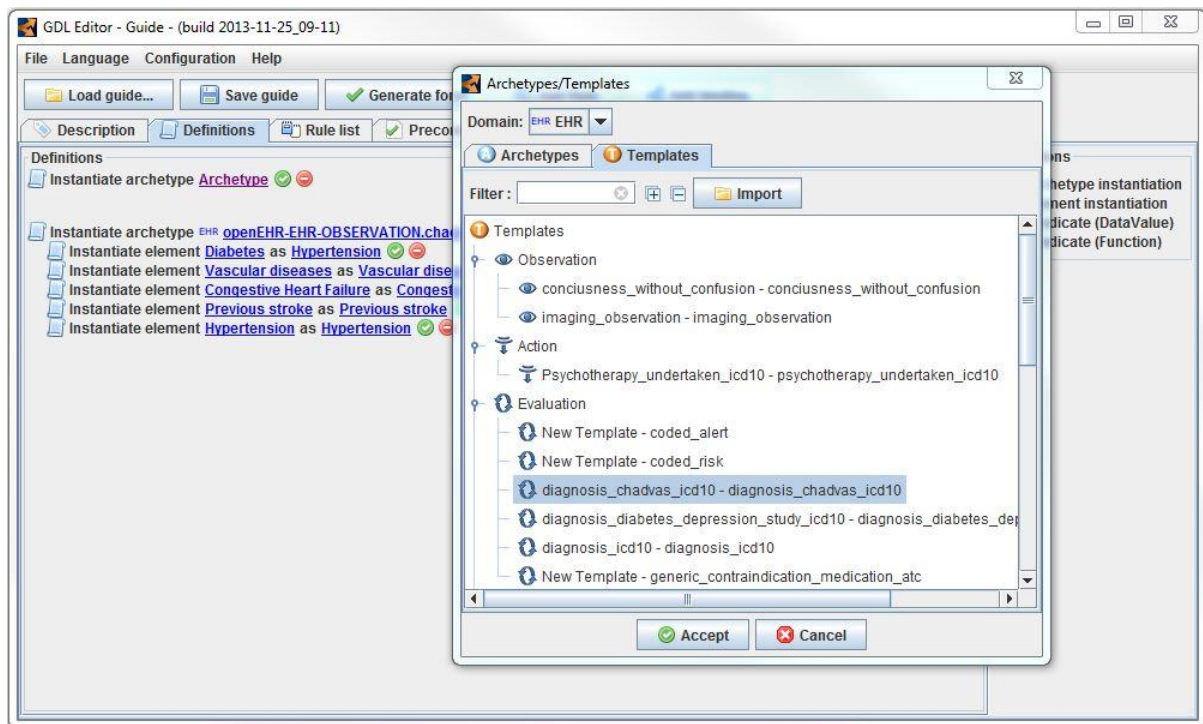 GDL Editor - Guide - (build 2013-11-25_09-11)
File Language Configuration Help
Load guide...
Save guide
Generate for
Description
Definitions
Rule list
Precon
Definitions
Instantiate archetype Archetype
Instantiate archetype EHR openEHR-EHR-OBSERVATION.chad
Instantiate element Diabetes as Hypertension
Instantiate element Vascular diseases as Vascular dise
Instantiate element Congestive Heart Failure as Congest
Instantiate element Previous stroke as Previous stroke
Instantiate element Hypertension as Hypertension
Archetypes/Templates
Domain: EHR EHR
Archetypes
Templates
Filter :
Import
Templates
Observation
conciusness_without_confusion - conciusness_without_confusion
imaging_observation - imaging_observation
Action
Psychotherapy_undertaken_icd10 - psychotherapy_undertaken_icd10
Evaluation
New Template - coded_alert
New Template - coded_risk
diagnosis_chadvas_icd10 - diagnosis_chadvas_icd10
diagnosis_diabetes_depression_study_icd10 - diagnosis_diabetes_dep
diagnosis_icd10 - diagnosis_icd10
New Template - generic_contraindication_medication_atc
Accept
Cancel
ons
hetype instantiation
ment instantiation
dicate (DataValue)
dicate (Function)